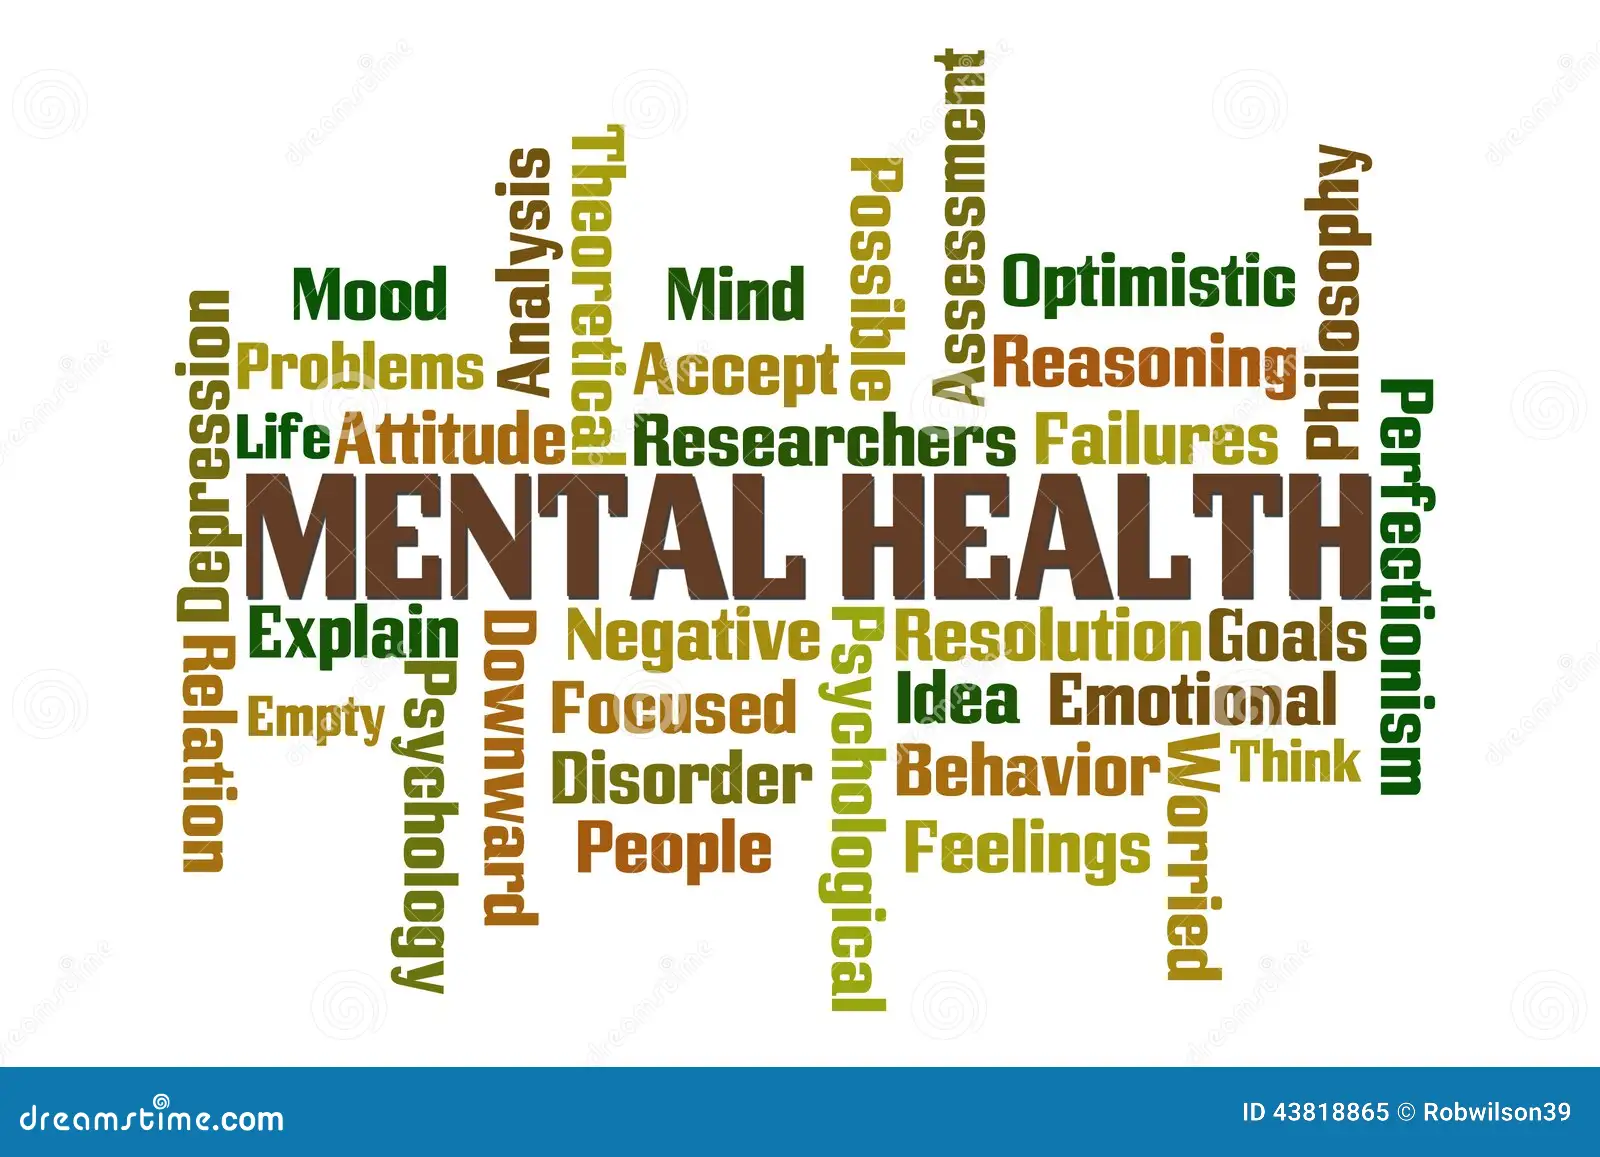 Assessment
Theoretical
Analysis
Possible
Philosophy
Mood
Mind
Optimistic
Depression
Problems
Accept
Reasoning
Life
Attitude
Researchers
Failures
Perfectionism
MENTAL HEALTH
Explain
Downward
Negative
Psychological
Resolution
Goals
Relation
Empty
Psychology
Focused
Idea
Emotional
Disorder
Behavior
Worried
Think
People
Feelings
dreamstime.com
ID 43818865 © Robwilson39